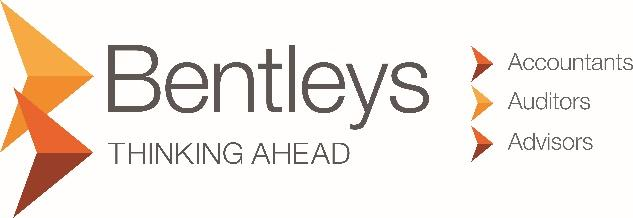 Bentleys
THINKING AHEAD
Accountants
Auditors
Advisors